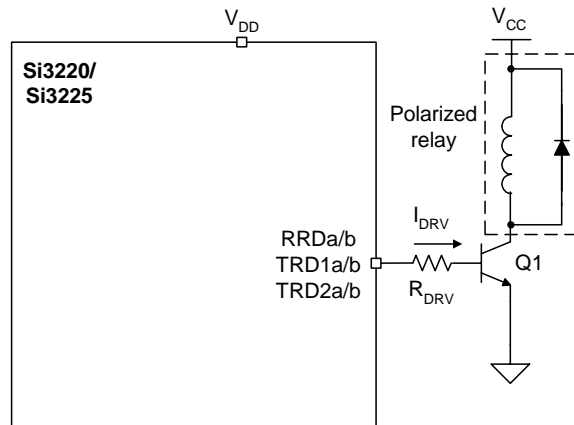 V_DD
V_CC
Si3220/
Si3225
Polarized
relay
I_DRV
RRDa/b
TRD1a/b
TRD2a/b
R_DRV
Q1